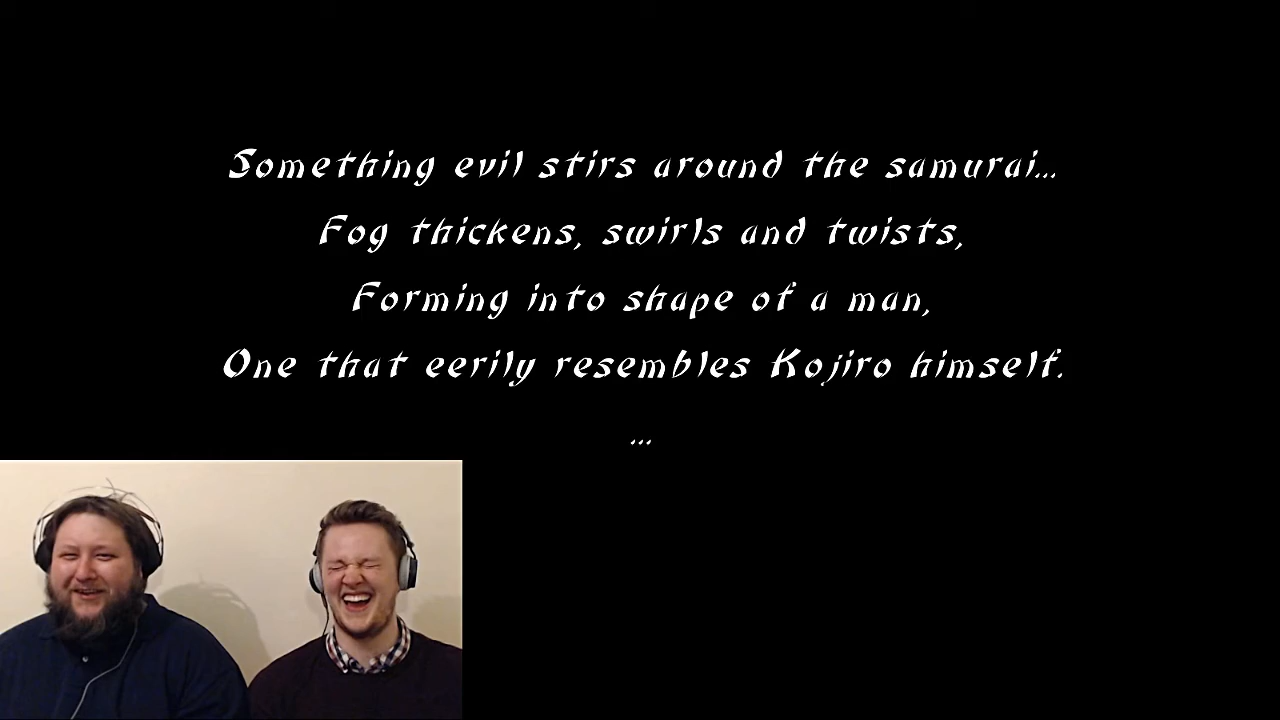 Something evil stirs around the samurai...
Fog thickens, swirls and twists,
Forming into shape of a man,
One that eerily resembles Kojiro himself.
...